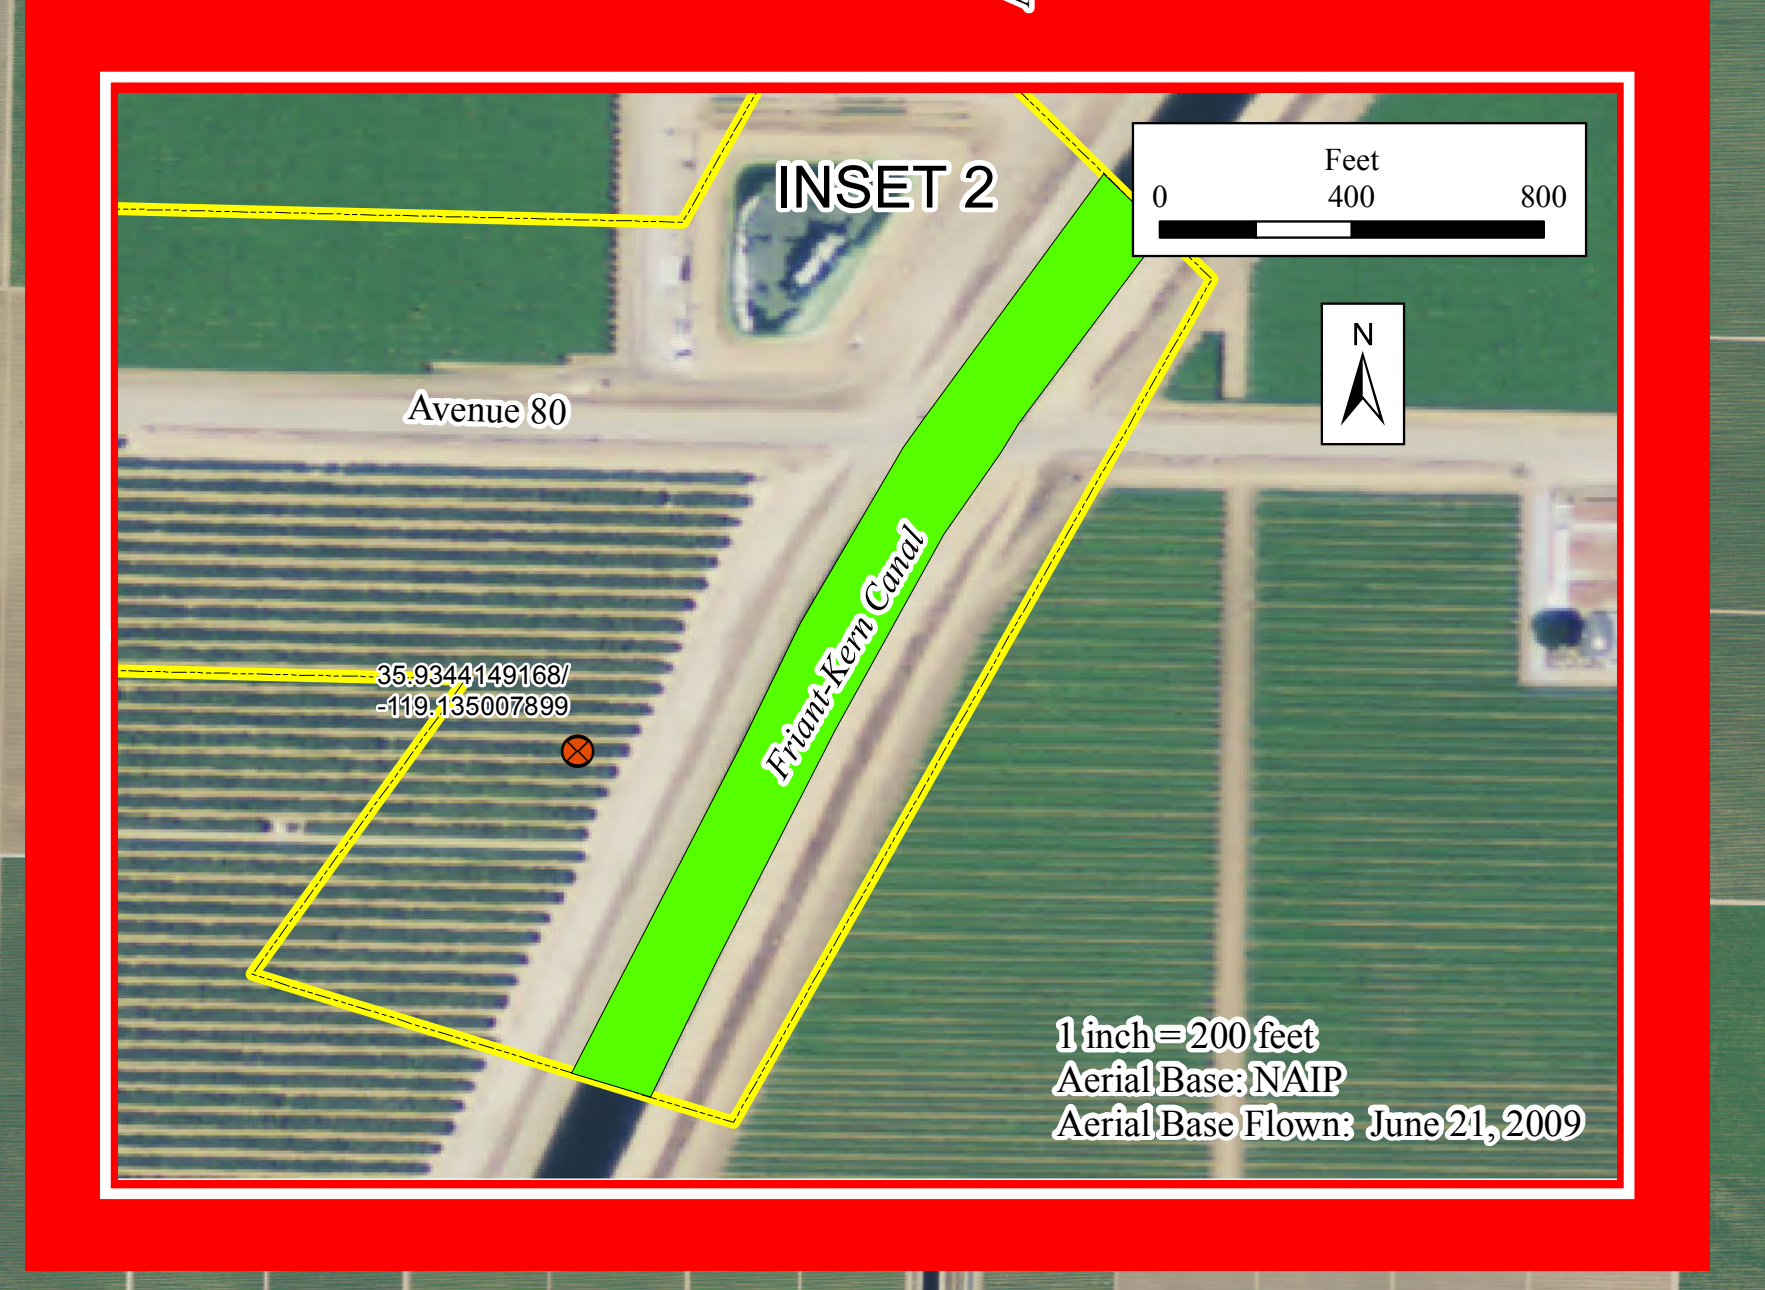 INSET 2
Feet
0 400 800
N
Avenue 80
Friant-Kern Canal
35.9344149168/
-119.135007899
1 inch = 200 feet
Aerial Base: NAIP
Aerial Base Flown: June 21, 2009